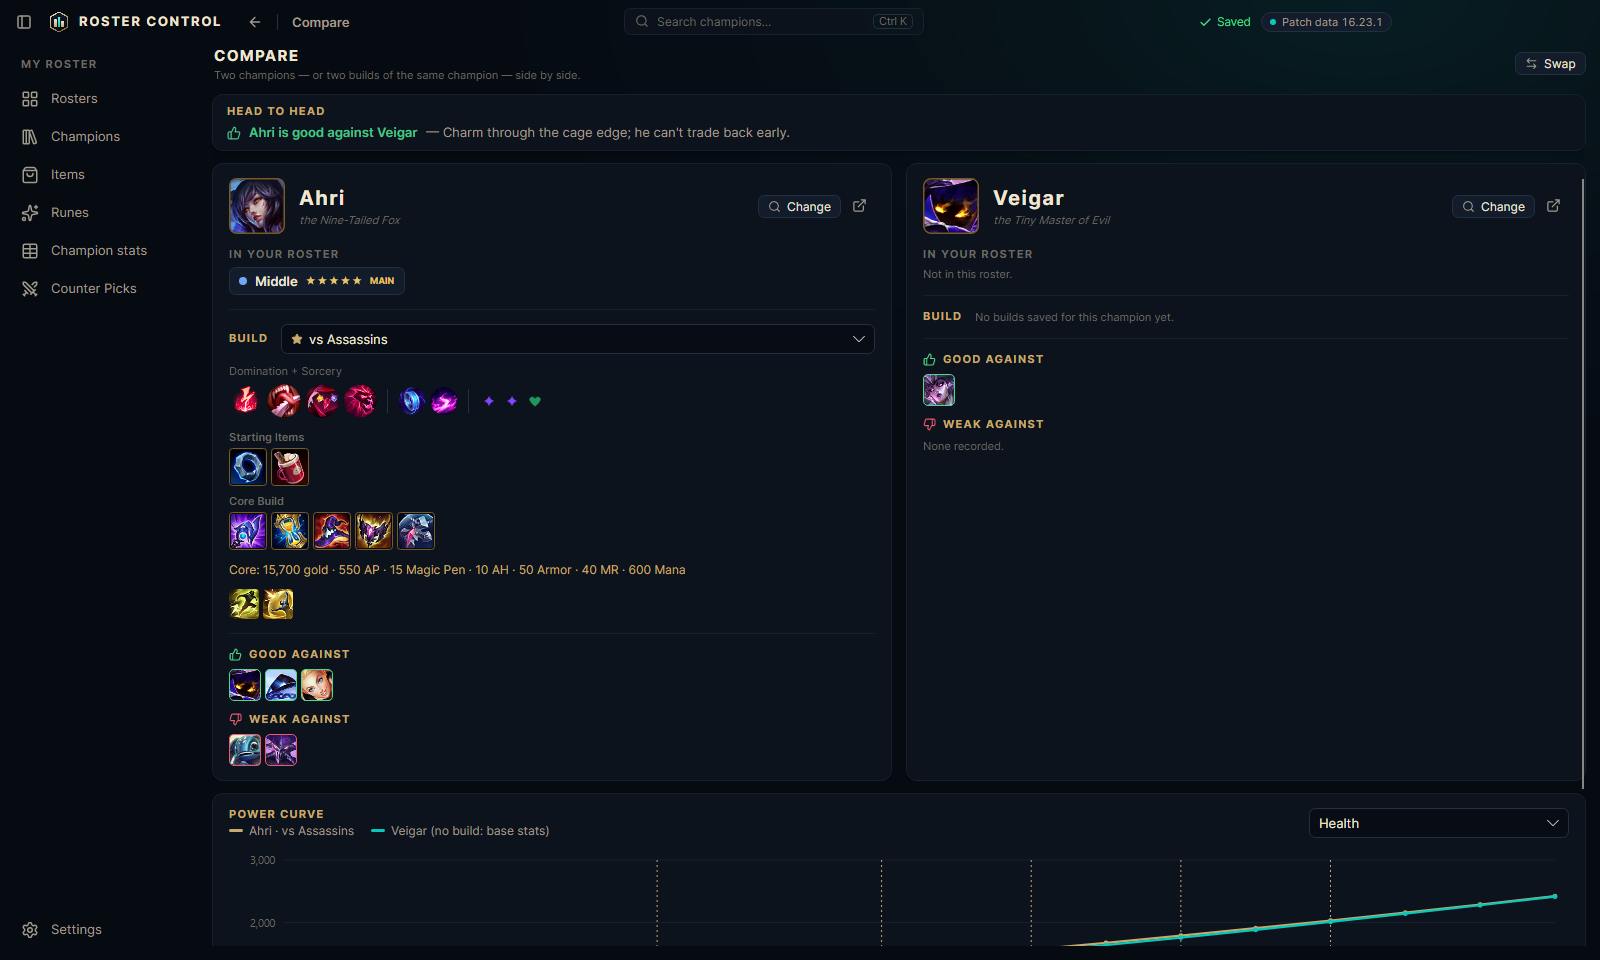 ROSTER CONTROL
Compare
Search champions...
Ctrl K
Saved
Patch data 16.23.1
MY ROSTER
Rosters
Champions
Items
Runes
Champion stats
Counter Picks
Settings
COMPARE
Two champions — or two builds of the same champion — side by side.
Swap
HEAD TO HEAD
Ahri is good against Veigar — Charm through the cage edge; he can't trade back early.
Ahri
the Nine-Tailed Fox
Change
IN YOUR ROSTER
Middle ★★★★★ MAIN
BUILD
★ vs Assassins
Domination + Sorcery
Starting Items
Core Build
Core: 15,700 gold · 550 AP · 15 Magic Pen · 10 AH · 50 Armor · 40 MR · 600 Mana
GOOD AGAINST
WEAK AGAINST
Veigar
the Tiny Master of Evil
Change
IN YOUR ROSTER
Not in this roster.
BUILD No builds saved for this champion yet.
GOOD AGAINST
WEAK AGAINST
None recorded.
POWER CURVE
Ahri · vs Assassins
Veigar (no build: base stats)
Health
3,000
2,000